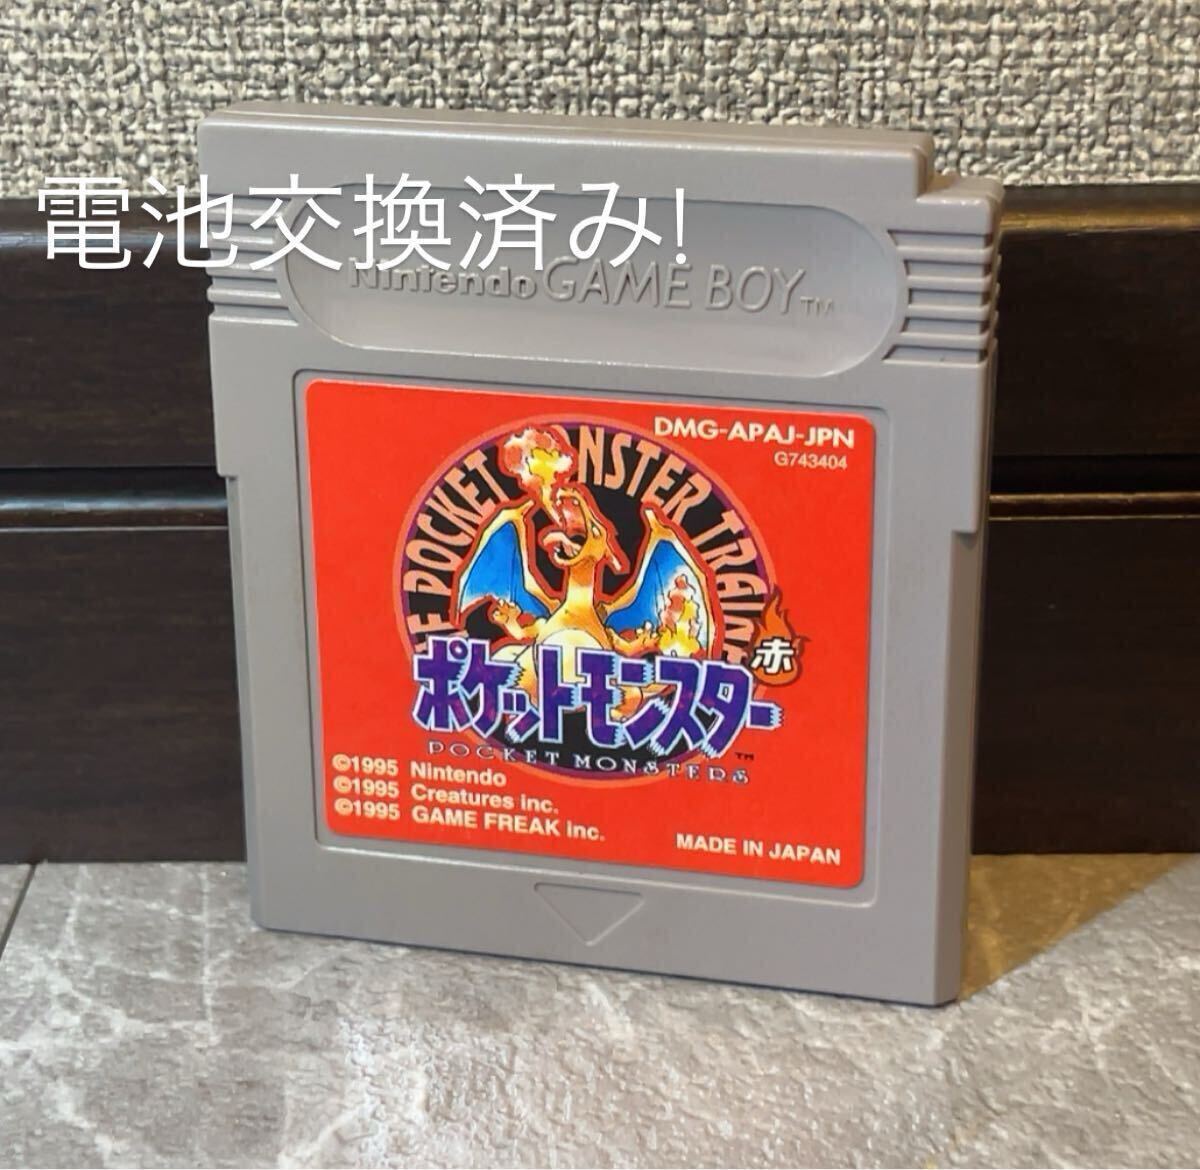 電池交換済み!
Nintendo GAME BOY™
DMG-APAJ-JPN
G743404
POCKET MONSTER TRAINER
赤
ポケットモンスター™
POCKET MONSTERS
©1995 Nintendo
©1995 Creatures inc.
©1995 GAME FREAK inc.
MADE IN JAPAN